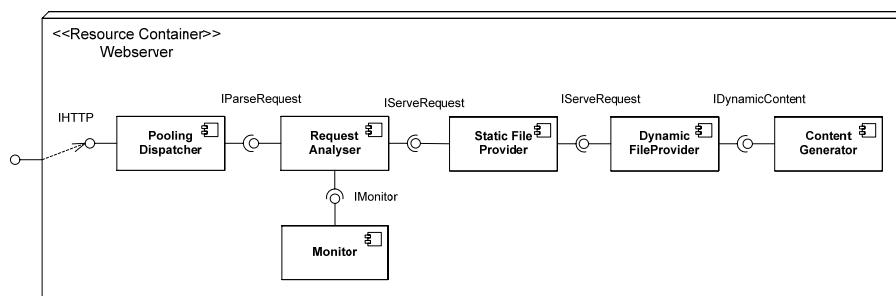 <<Resource Container>>
Webserver
IHTTP
IParseRequest
IServeRequest
IServeRequest
IDynamicContent
Pooling
Dispatcher
Request
Analyser
Static File
Provider
Dynamic
FileProvider
Content
Generator
IMonitor
Monitor